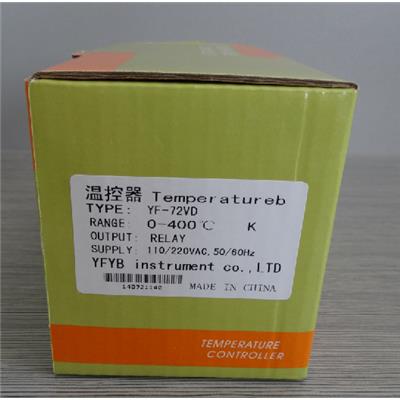 温控器 Temperatureb
TYPE: YF-72VD
RANGE: 0-400℃ K
OUTPUT: RELAY
SUPPLY: 110/220VAC,50/60Hz
YFYB instrument co.,LTD
MADE IN CHINA
TEMPERATURE
CONTROLLER